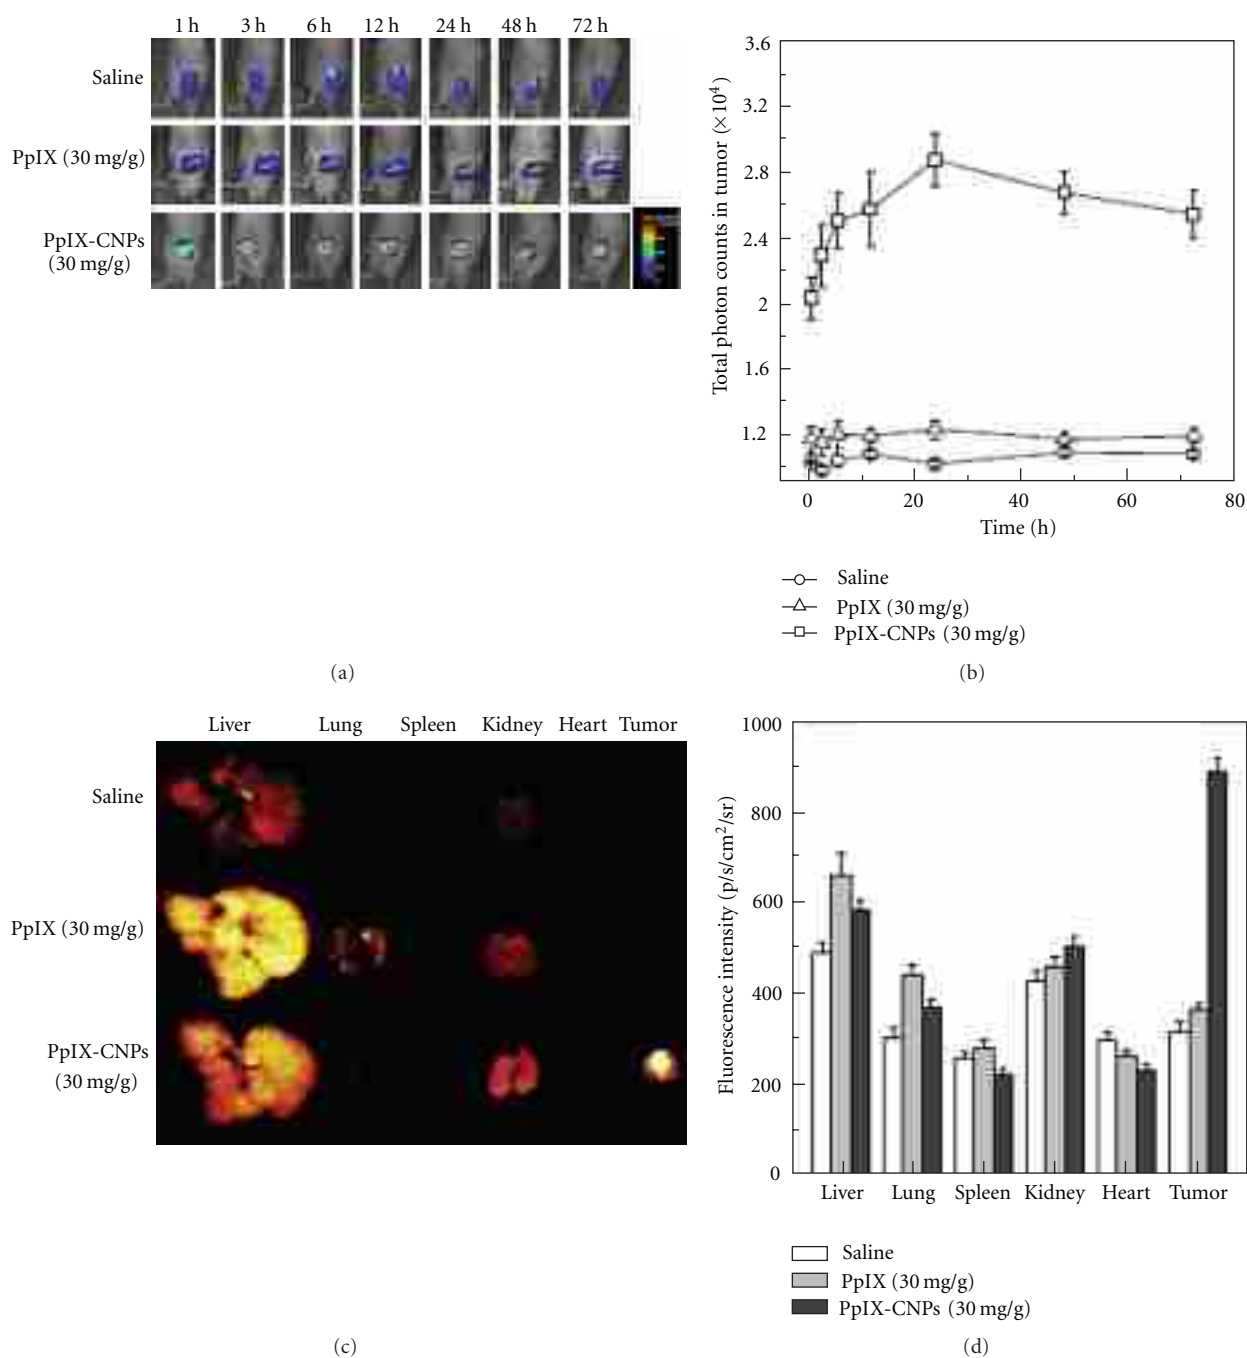 1 h 3 h 6 h 12 h 24 h 48 h 72 h
Saline
PpIX (30 mg/g)
PpIX-CNPs
(30 mg/g)
(a)
3.6
3.2
2.8
2.4
2
1.6
1.2
Total photon counts in tumor (×10⁴)
0 20 40 60 80
Time (h)
Saline
PpIX (30 mg/g)
PpIX-CNPs (30 mg/g)
(b)
Liver Lung Spleen Kidney Heart Tumor
Saline
PpIX (30 mg/g)
PpIX-CNPs
(30 mg/g)
(c)
1000
800
600
400
200
0
Fluorescence intensity (p/s/cm²/sr)
Liver Lung Spleen Kidney Heart Tumor
Saline
PpIX (30 mg/g)
PpIX-CNPs (30 mg/g)
(d)